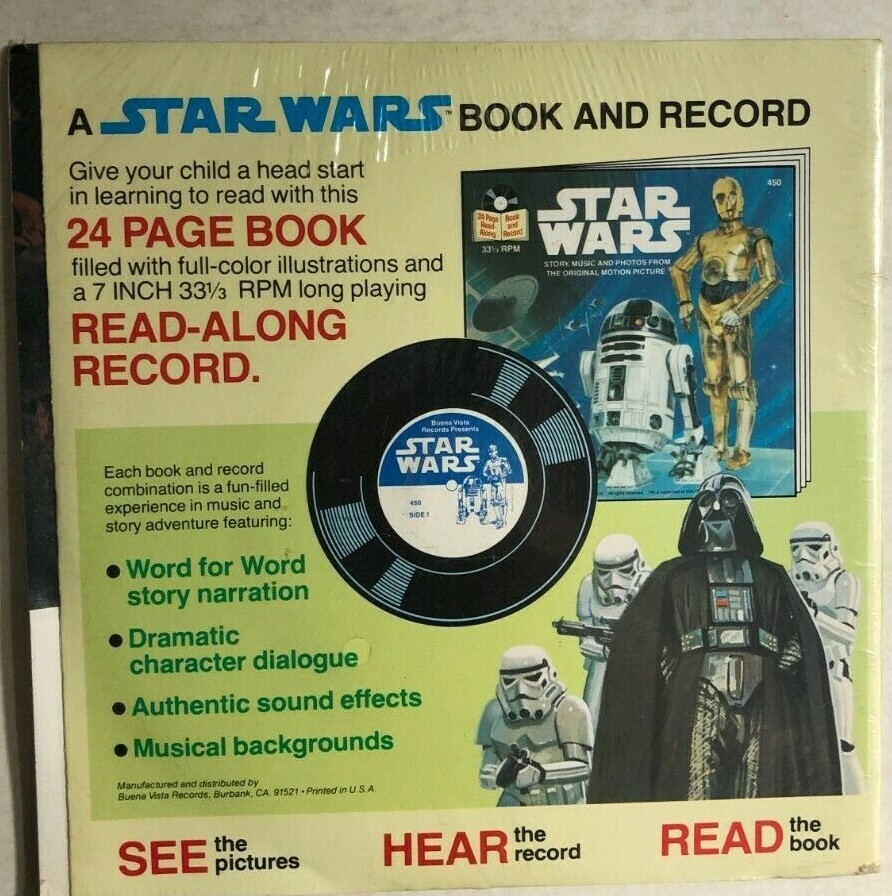 A STAR WARS™ BOOK AND RECORD
Give your child a head start
in learning to read with this
24 PAGE BOOK
filled with full-color illustrations and
a 7 INCH 33⅓ RPM long playing
READ-ALONG
RECORD.
450
24 Page Read-Along
Book and Record
33⅓ RPM
STAR
WARS
STORY, MUSIC AND PHOTOS FROM
THE ORIGINAL MOTION PICTURE
Buena Vista
Records Presents
STAR
WARS
450
SIDE 1
Each book and record
combination is a fun-filled
experience in music and
story adventure featuring:
• Word for Word
story narration
• Dramatic
character dialogue
• Authentic sound effects
• Musical backgrounds
Manufactured and distributed by
Buena Vista Records, Burbank, CA. 91521 • Printed in U.S.A.
SEE the pictures
HEAR the record
READ the book